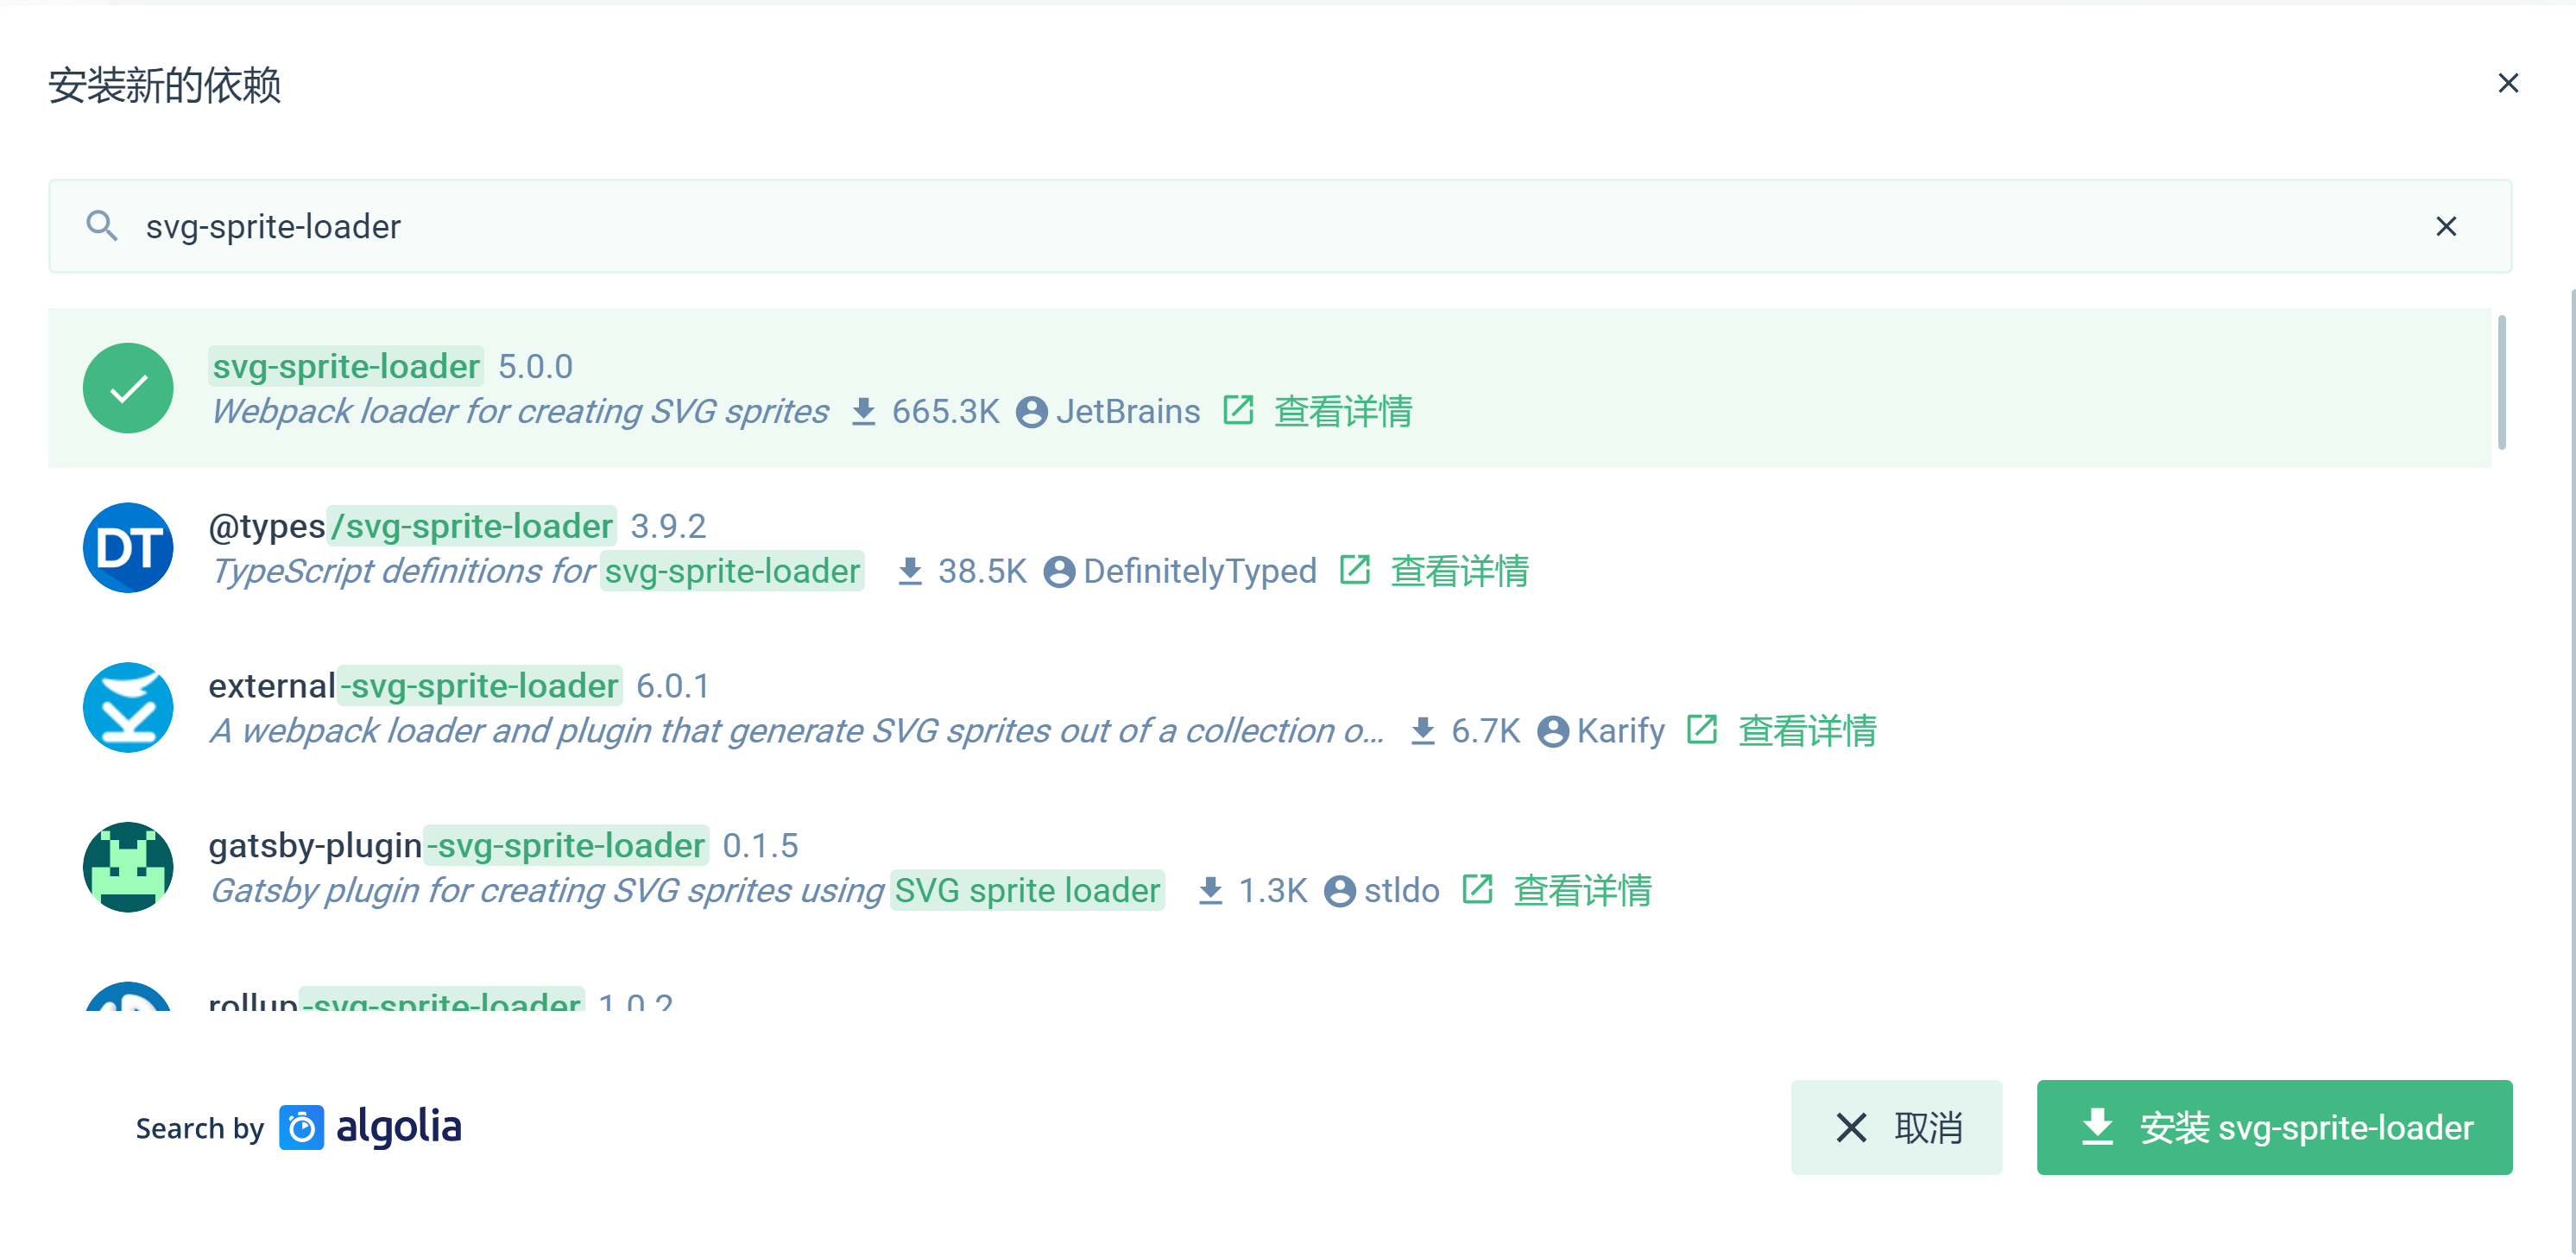 安装新的依赖
svg-sprite-loader
svg-sprite-loader 5.0.0
Webpack loader for creating SVG sprites 665.3K JetBrains 查看详情
DT
@types/svg-sprite-loader 3.9.2
TypeScript definitions for svg-sprite-loader 38.5K DefinitelyTyped 查看详情
external-svg-sprite-loader 6.0.1
A webpack loader and plugin that generate SVG sprites out of a collection o... 6.7K Karify 查看详情
gatsby-plugin-svg-sprite-loader 0.1.5
Gatsby plugin for creating SVG sprites using SVG sprite loader 1.3K stldo 查看详情
rollup-svg-sprite-loader 1.0.2
Search by algolia
取消
安装 svg-sprite-loader